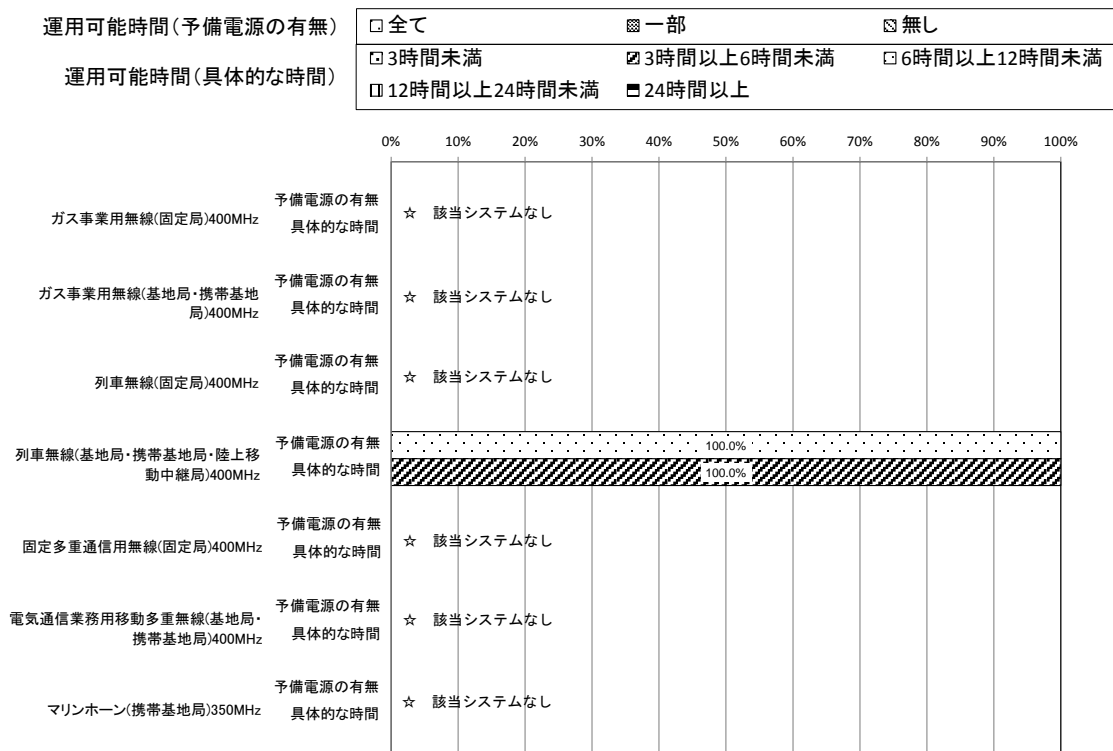 運用可能時間(予備電源の有無)
全て 一部 無し
運用可能時間(具体的な時間)
3時間未満 3時間以上6時間未満 6時間以上12時間未満
12時間以上24時間未満 24時間以上
0% 10% 20% 30% 40% 50% 60% 70% 80% 90% 100%
ガス事業用無線(固定局)400MHz
予備電源の有無
具体的な時間
☆ 該当システムなし
ガス事業用無線(基地局・携帯基地
局)400MHz
予備電源の有無
具体的な時間
☆ 該当システムなし
列車無線(固定局)400MHz
予備電源の有無
具体的な時間
☆ 該当システムなし
列車無線(基地局・携帯基地局・陸上移
動中継局)400MHz
予備電源の有無
具体的な時間
100.0%
100.0%
固定多重通信用無線(固定局)400MHz
予備電源の有無
具体的な時間
☆ 該当システムなし
電気通信業務用移動多重無線(基地局・
携帯基地局)400MHz
予備電源の有無
具体的な時間
☆ 該当システムなし
マリンホーン(携帯基地局)350MHz
予備電源の有無
具体的な時間
☆ 該当システムなし